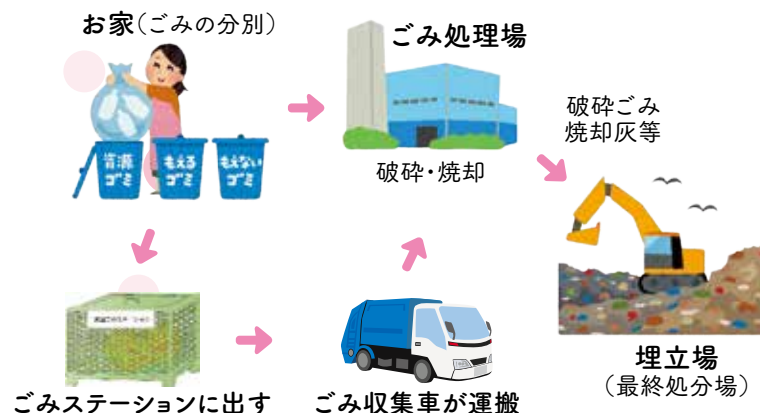 お家(ごみの分別)
資源
ゴミ
もえる
ゴミ
もえない
ゴミ
ごみ処理場
破砕・焼却
破砕ごみ
焼却灰等
ごみステーションに出す
ごみ収集車が運搬
埋立場
(最終処分場)